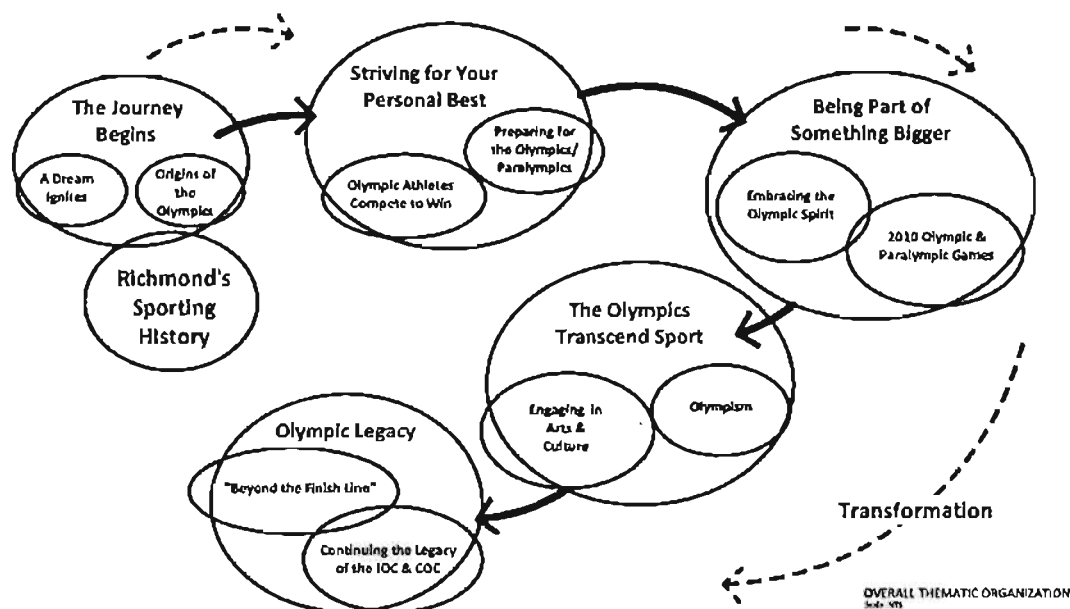 The Journey
Begins
A Dream
Ignites
Origins of
the
Olympics
Richmond's
Sporting
History
Striving for Your
Personal Best
Preparing for
the Olympics/
Paralympics
Olympic Athletes
Compete to Win
Being Part of
Something Bigger
Embracing the
Olympic Spirit
2010 Olympic &
Paralympic Games
The Olympics
Transcend Sport
Engaging in
Arts &
Culture
Olympism
Olympic Legacy
"Beyond the Finish Line"
Continuing the Legacy
of the IOC & COC
Transformation
OVERALL THEMATIC ORGANIZATION